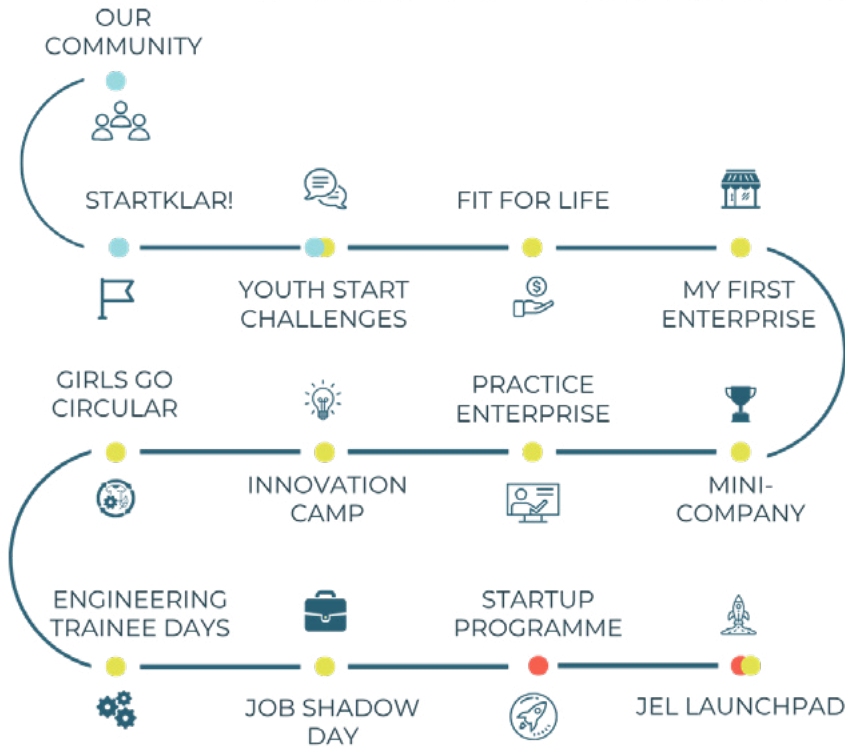 OUR
COMMUNITY
STARTKLAR!
YOUTH START
CHALLENGES
FIT FOR LIFE
MY FIRST
ENTERPRISE
MINI-
COMPANY
PRACTICE
ENTERPRISE
INNOVATION
CAMP
GIRLS GO
CIRCULAR
ENGINEERING
TRAINEE DAYS
JOB SHADOW
DAY
STARTUP
PROGRAMME
JEL LAUNCHPAD